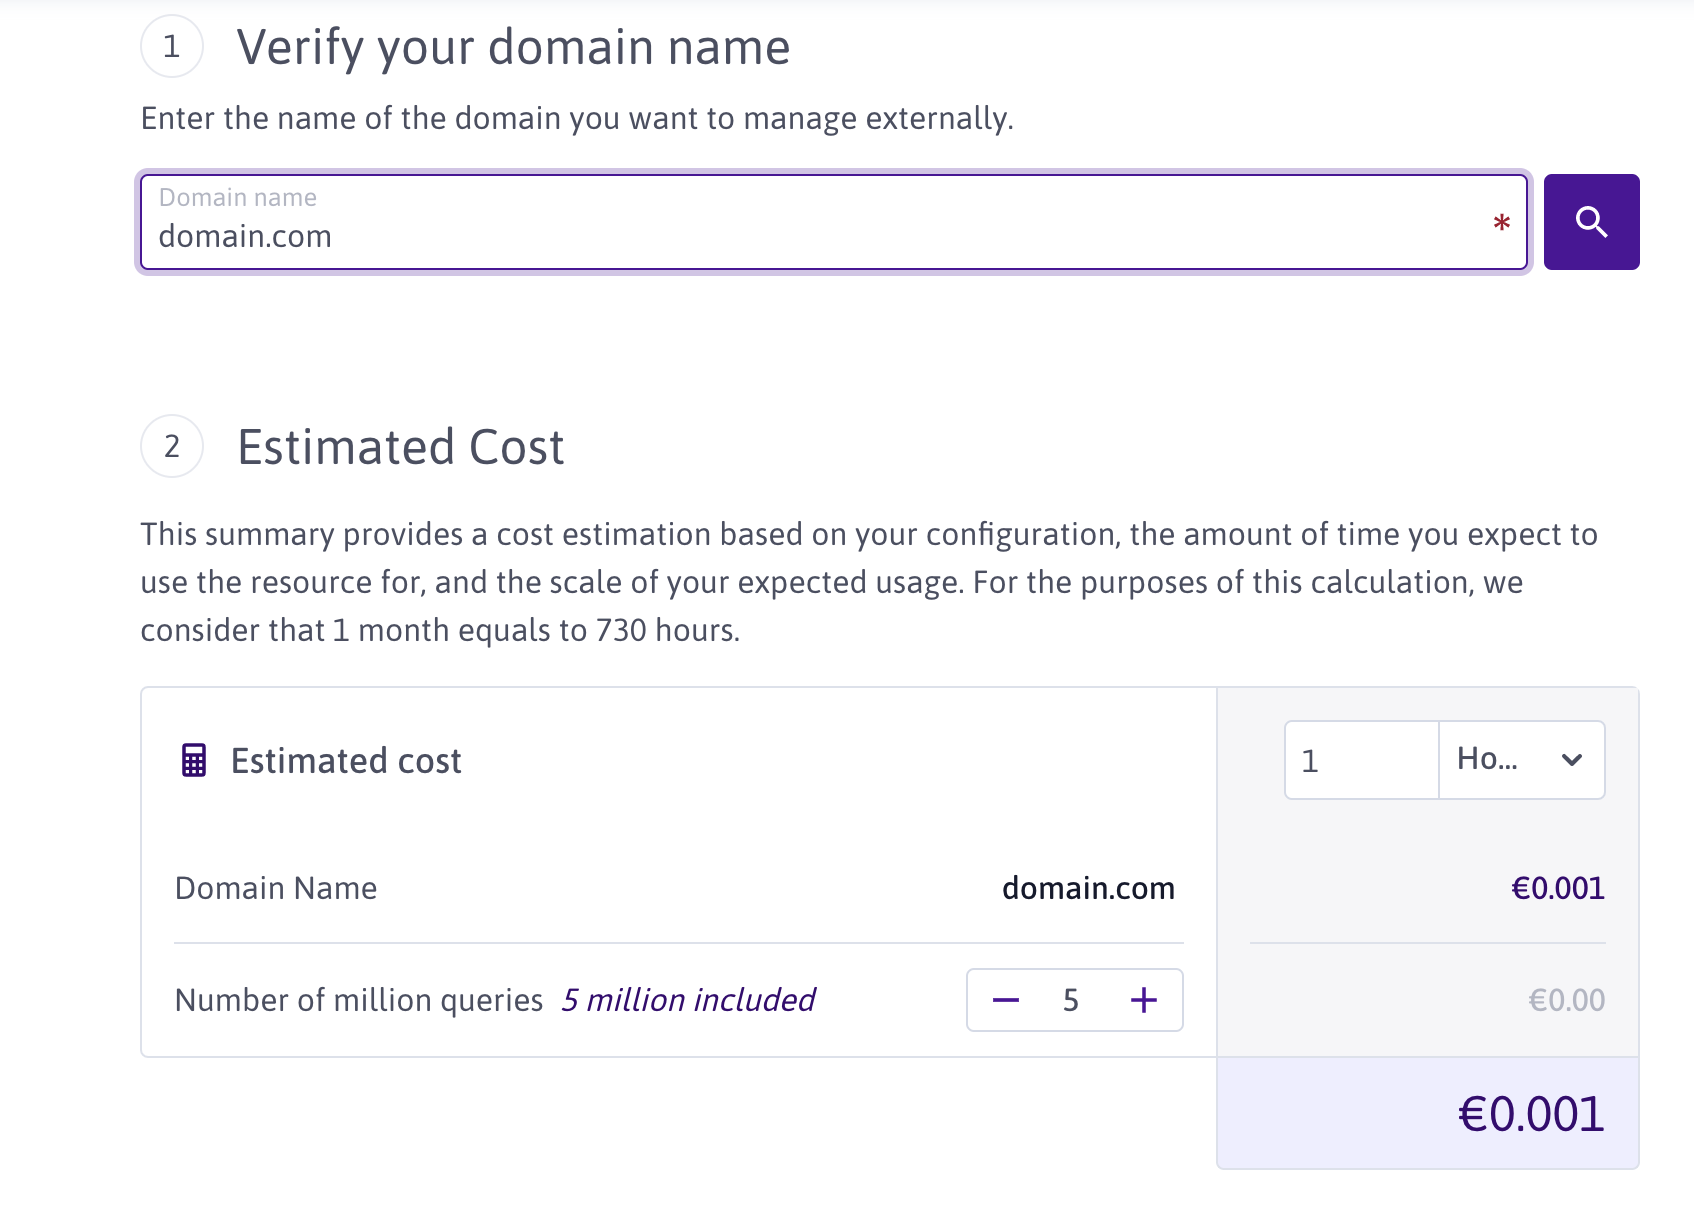 1 Verify your domain name
Enter the name of the domain you want to manage externally.
Domain name
domain.com
*
2 Estimated Cost
This summary provides a cost estimation based on your configuration, the amount of time you expect to
use the resource for, and the scale of your expected usage. For the purposes of this calculation, we
consider that 1 month equals to 730 hours.
Estimated cost 1 Ho...
Domain Name domain.com €0.001
Number of million queries 5 million included − 5 + €0.00
€0.001